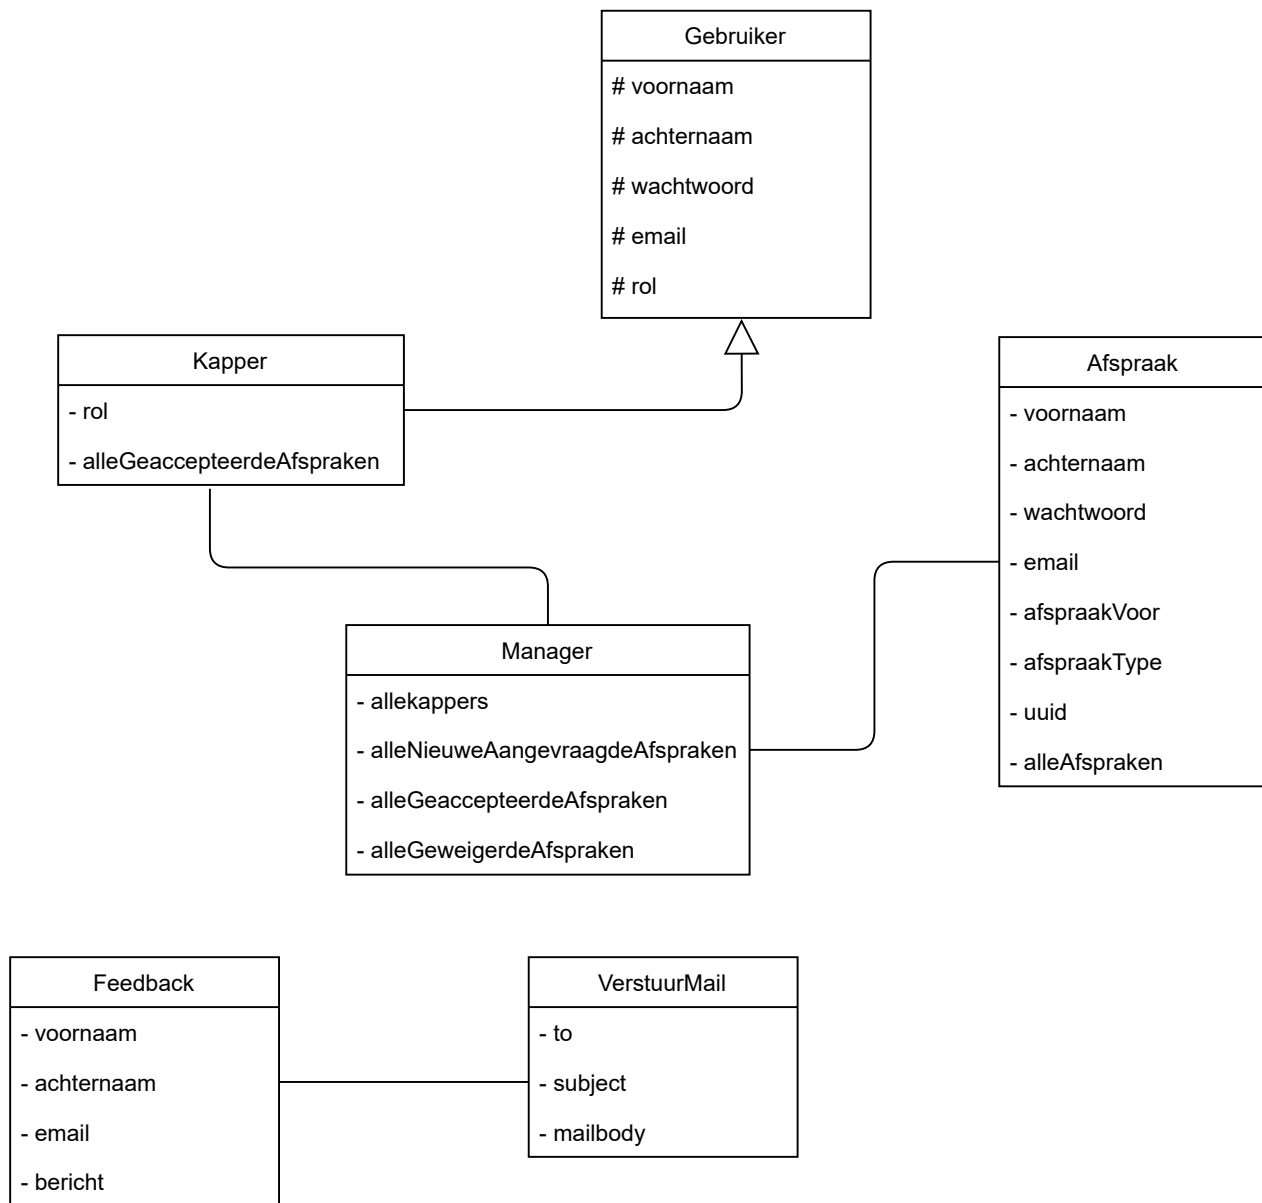 Gebruiker
# voornaam
# achternaam
# wachtwoord
# email
# rol
Kapper
- rol
- alleGeaccepteerdeAfspraken
Afspraak
- voornaam
- achternaam
- wachtwoord
- email
- afspraakVoor
- afspraakType
- uuid
- alleAfspraken
Manager
- allekappers
- alleNieuweAangevraagdeAfspraken
- alleGeaccepteerdeAfspraken
- alleGeweigerdeAfspraken
Feedback
- voornaam
- achternaam
- email
- bericht
VerstuurMail
- to
- subject
- mailbody